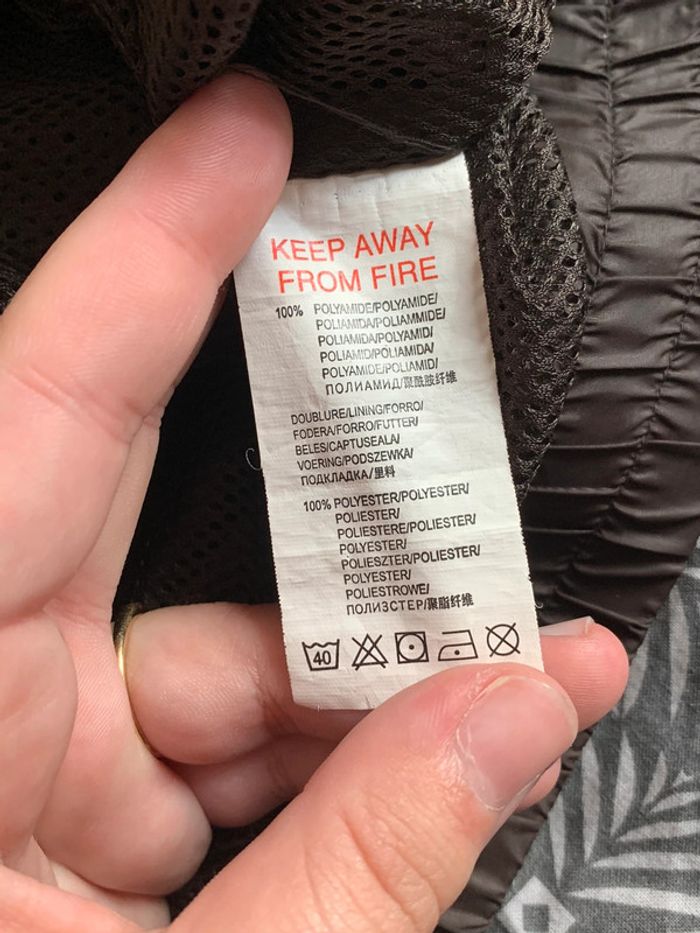 KEEP AWAY
FROM FIRE
100% POLYAMIDE/POLYAMIDE/
POLIAMIDA/POLIAMMIDE/
POLIAMIDA/POLYAMID/
POLIAMID/POLIAMIDA/
POLYAMIDE/POLIAMID/
ПОЛИАМИД/聚酰胺纤维
DOUBLURE/LINING/FORRO/
FODERA/FORRO/FUTTER/
BELES/CAPTUSEALA/
VOERING/PODSZEWKA/
ПОДКЛАДКА/里料
100% POLYESTER/POLYESTER/
POLIESTER/
POLIESTERE/POLIESTER/
POLYESTER/
POLIESZTER/POLIESTER/
POLYESTER/
POLIESTROWE/
ПОЛИЗСТЕР/聚脂纤维
40